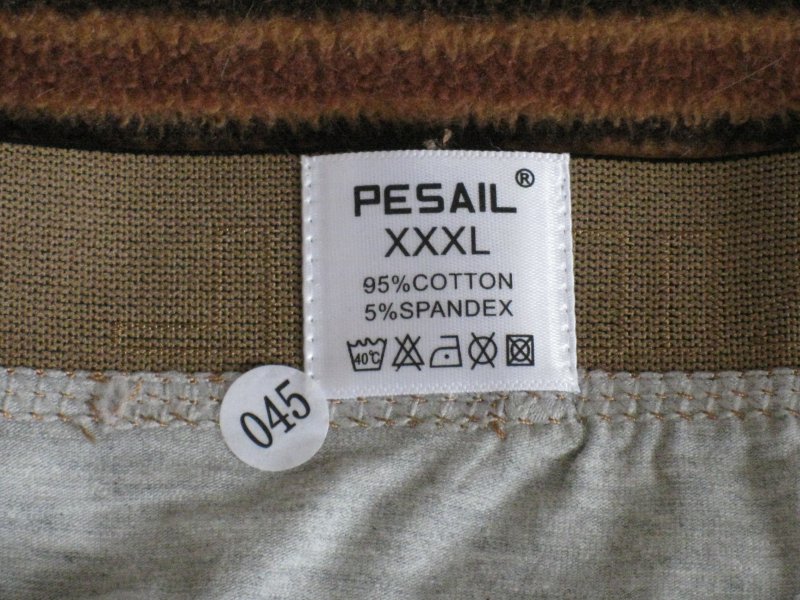 PESAIL®
XXXL
95%COTTON
5%SPANDEX
40°C
045